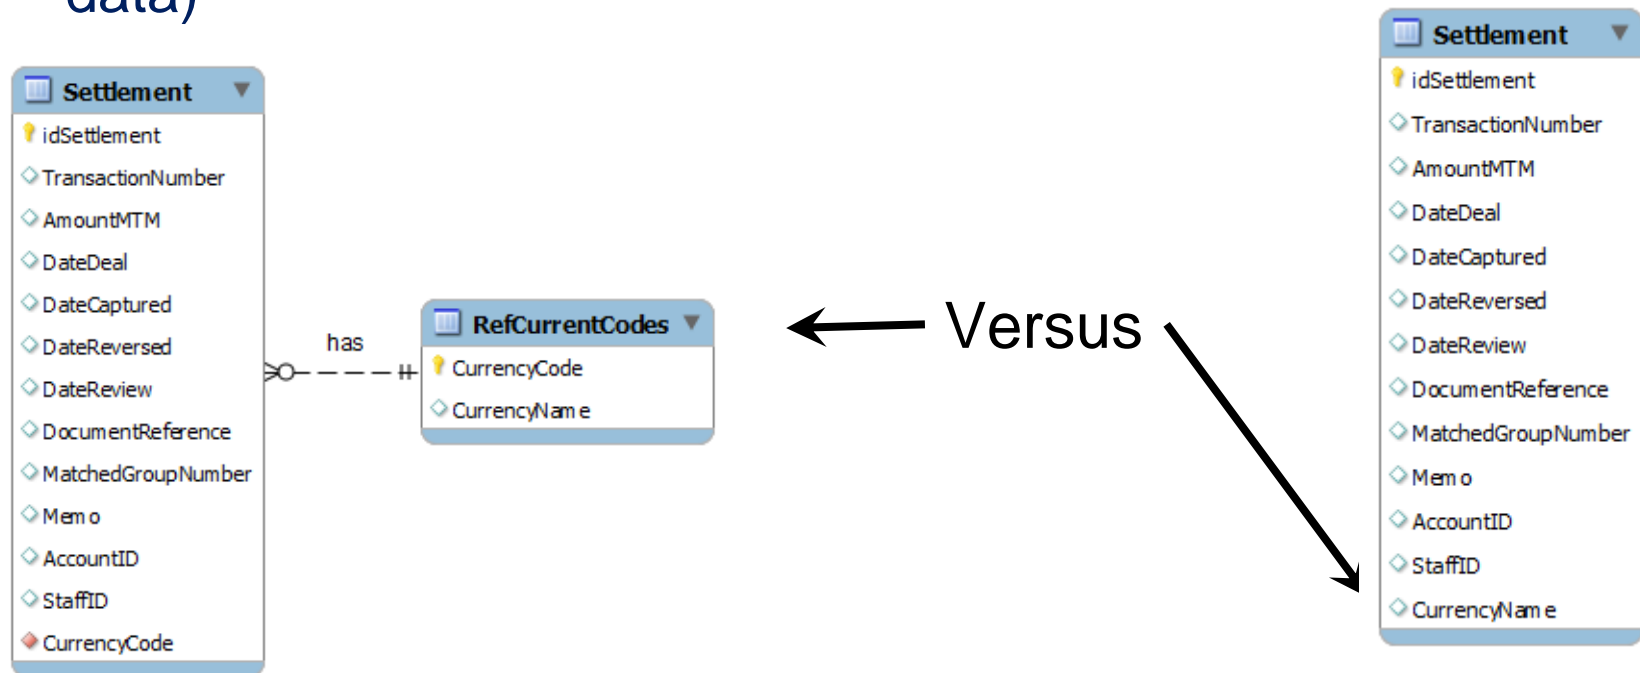 data)
Settlement
idSettlement
TransactionNumber
AmountMTM
DateDeal
DateCaptured
DateReversed
DateReview
DocumentReference
MatchedGroupNumber
Memo
AccountID
StaffID
CurrencyCode
has
RefCurrentCodes
CurrencyCode
CurrencyName
Versus
Settlement
idSettlement
TransactionNumber
AmountMTM
DateDeal
DateCaptured
DateReversed
DateReview
DocumentReference
MatchedGroupNumber
Memo
AccountID
StaffID
CurrencyName